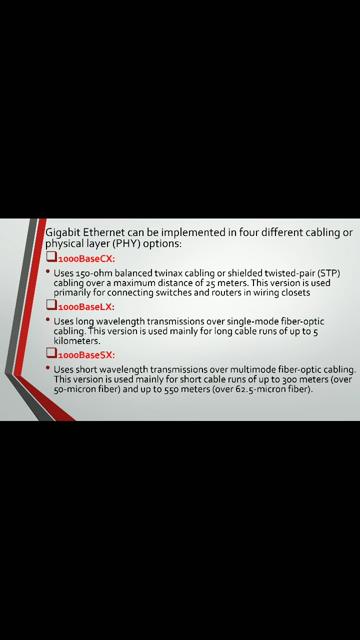 Gigabit Ethernet can be implemented in four different cabling or
physical layer (PHY) options:
1000BaseCX:
• Uses 150-ohm balanced twinax cabling or shielded twisted-pair (STP)
cabling over a maximum distance of 25 meters. This version is used
primarily for connecting switches and routers in wiring closets
1000BaseLX:
• Uses long wavelength transmissions over single-mode fiber-optic
cabling. This version is used mainly for long cable runs of up to 5
kilometers.
1000BaseSX:
• Uses short wavelength transmissions over multimode fiber-optic cabling.
This version is used mainly for short cable runs of up to 300 meters (over
50-micron fiber) and up to 550 meters (over 62.5-micron fiber).